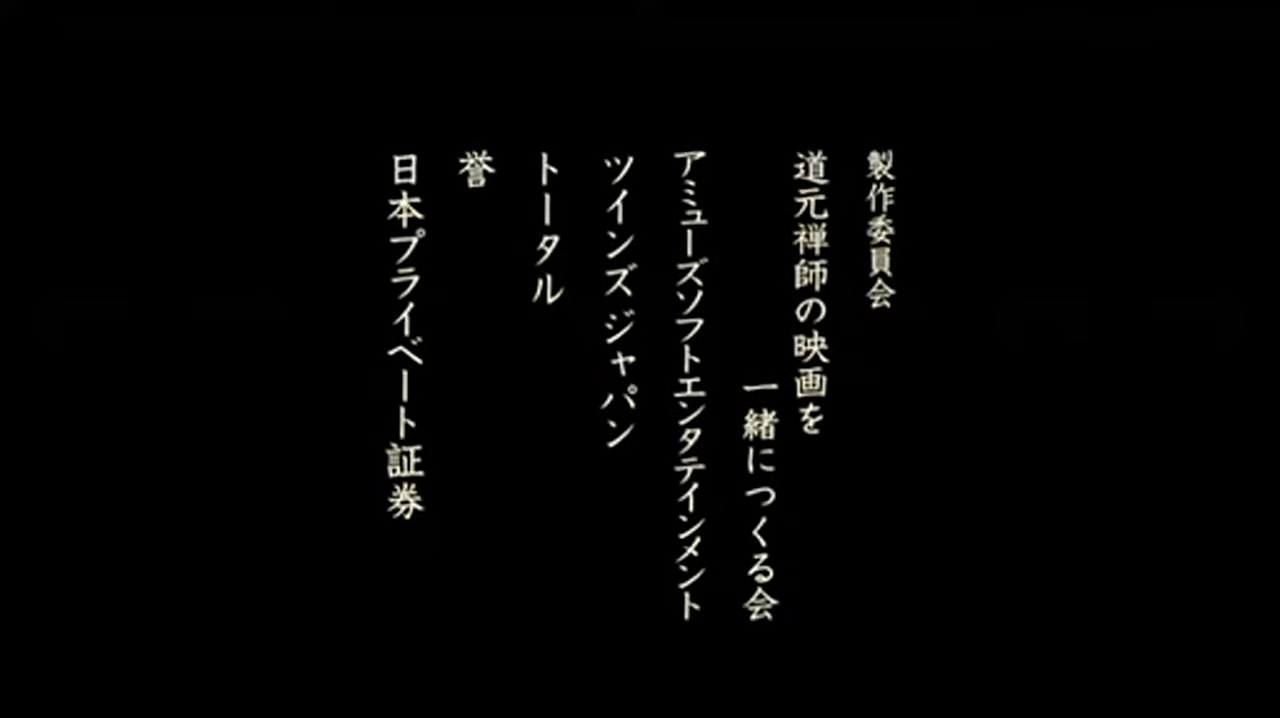 製作委員会
道元禅師の映画を
一緒につくる会
アミューズソフトエンタテインメント
ツインズジャパン
トータル
誉
日本プライベート証券